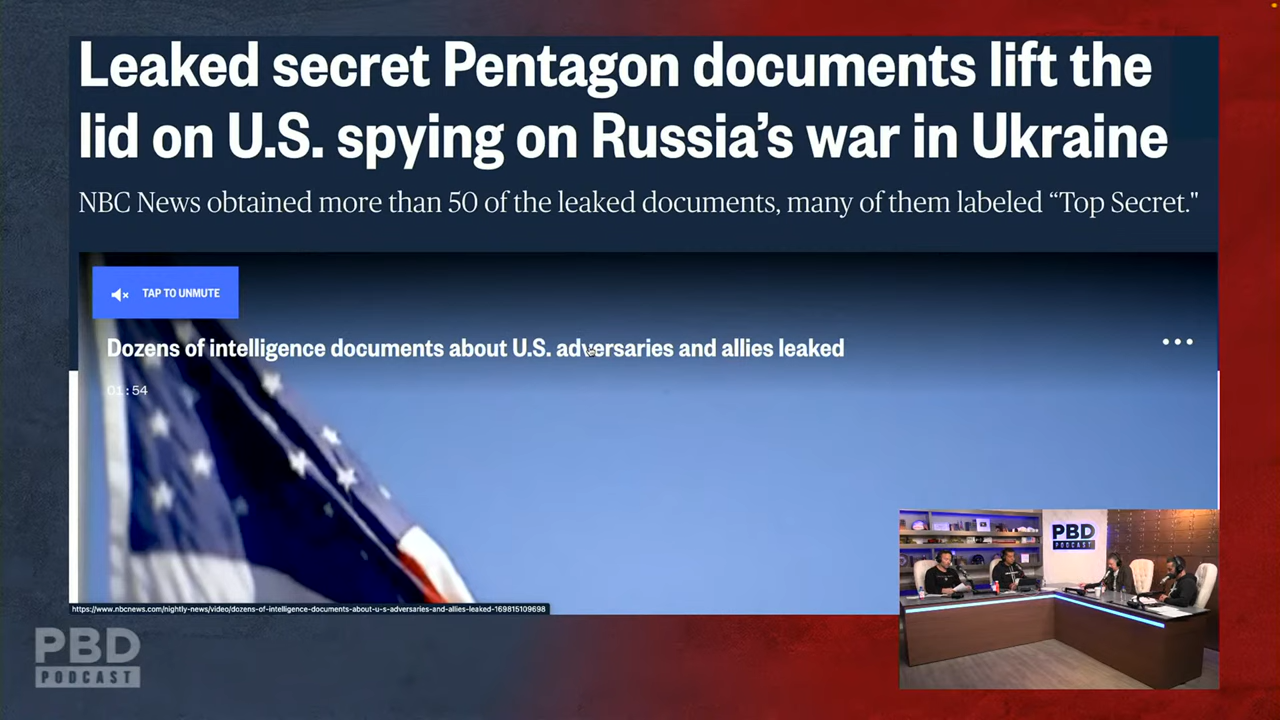 Leaked secret Pentagon documents lift the
lid on U.S. spying on Russia's war in Ukraine
NBC News obtained more than 50 of the leaked documents, many of them labeled “Top Secret."
TAP TO UNMUTE
Dozens of intelligence documents about U.S. adversaries and allies leaked
01:54
PBD
PODCAST
https://www.nbcnews.com/nightly-news/video/dozens-of-intelligence-documents-about-u-s-adversaries-and-allies-leaked-169815109698
PBD
PODCAST